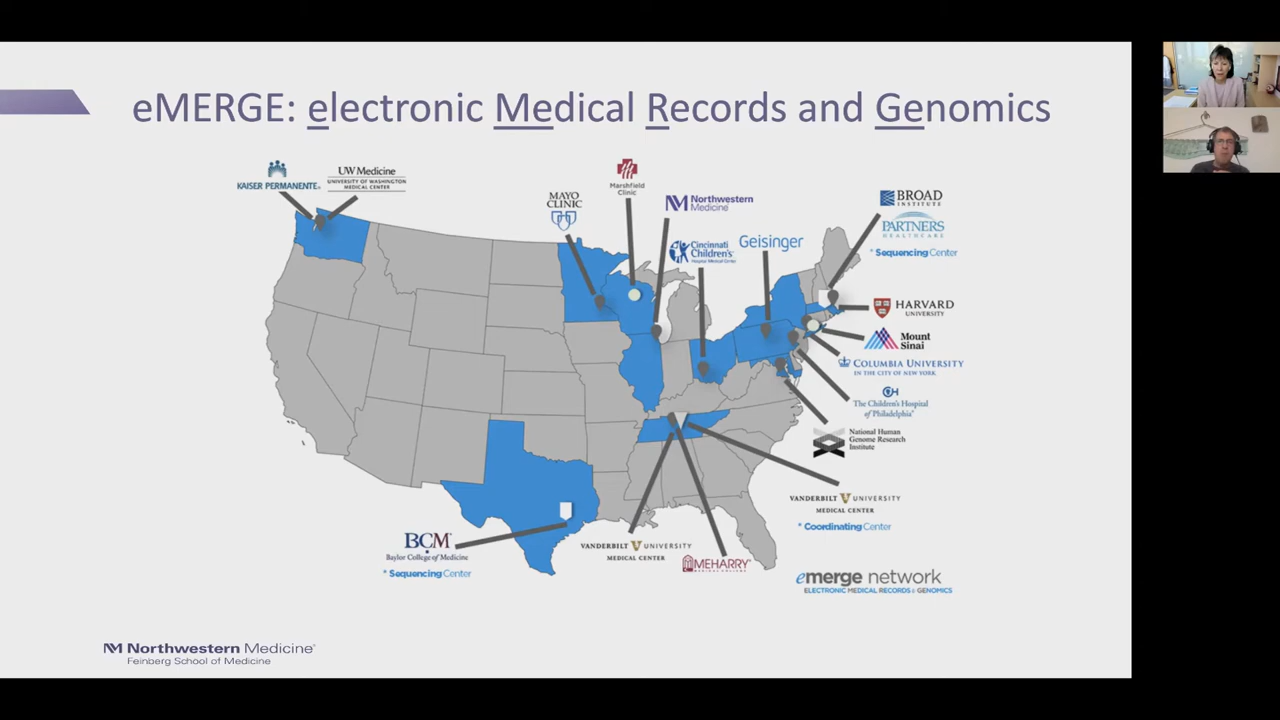 eMERGE: electronic Medical Records and Genomics
KAISER PERMANENTE®
UW Medicine
UNIVERSITY OF WASHINGTON
MEDICAL CENTER
MAYO
CLINIC
Marshfield
Clinic
Northwestern
Medicine
Cincinnati
Children's
Hospital Medical Center
Geisinger
BROAD
INSTITUTE
PARTNERS
HEALTHCARE
* Sequencing Center
HARVARD
UNIVERSITY
Mount
Sinai
COLUMBIA UNIVERSITY
IN THE CITY OF NEW YORK
The Children's Hospital
of Philadelphia®
National Human
Genome Research
Institute
VANDERBILT V UNIVERSITY
MEDICAL CENTER
* Coordinating Center
BCM
Baylor College of Medicine
* Sequencing Center
VANDERBILT V UNIVERSITY
MEDICAL CENTER
MEHARRY
MEDICAL COLLEGE
emerge network
ELECTRONIC MEDICAL RECORDS & GENOMICS
Northwestern Medicine®
Feinberg School of Medicine